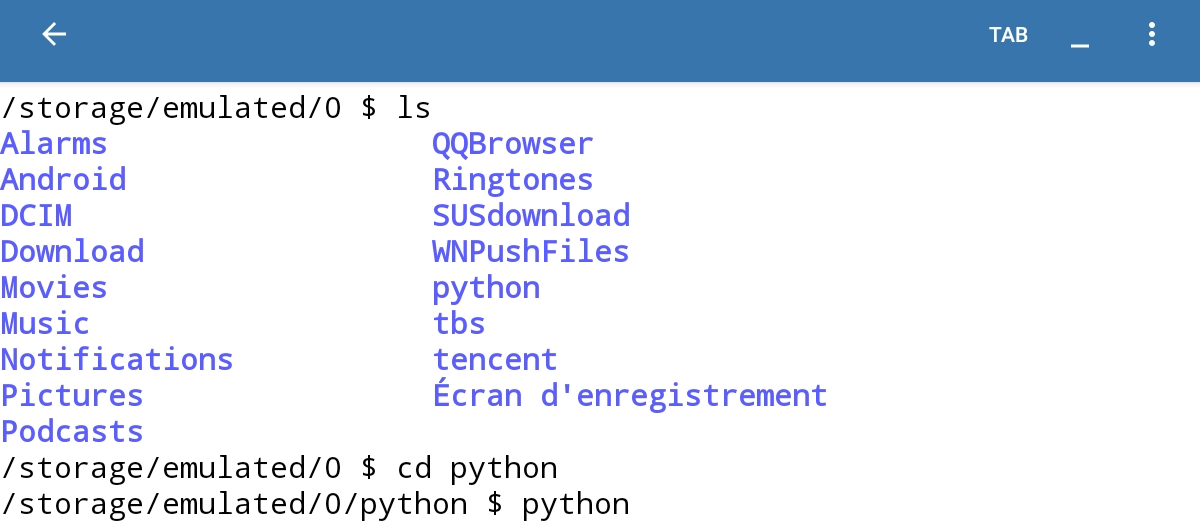 TAB
/storage/emulated/0 $ ls
Alarms QQBrowser
Android Ringtones
DCIM SUSdownload
Download WNPushFiles
Movies python
Music tbs
Notifications tencent
Pictures Écran d'enregistrement
Podcasts
/storage/emulated/0 $ cd python
/storage/emulated/0/python $ python